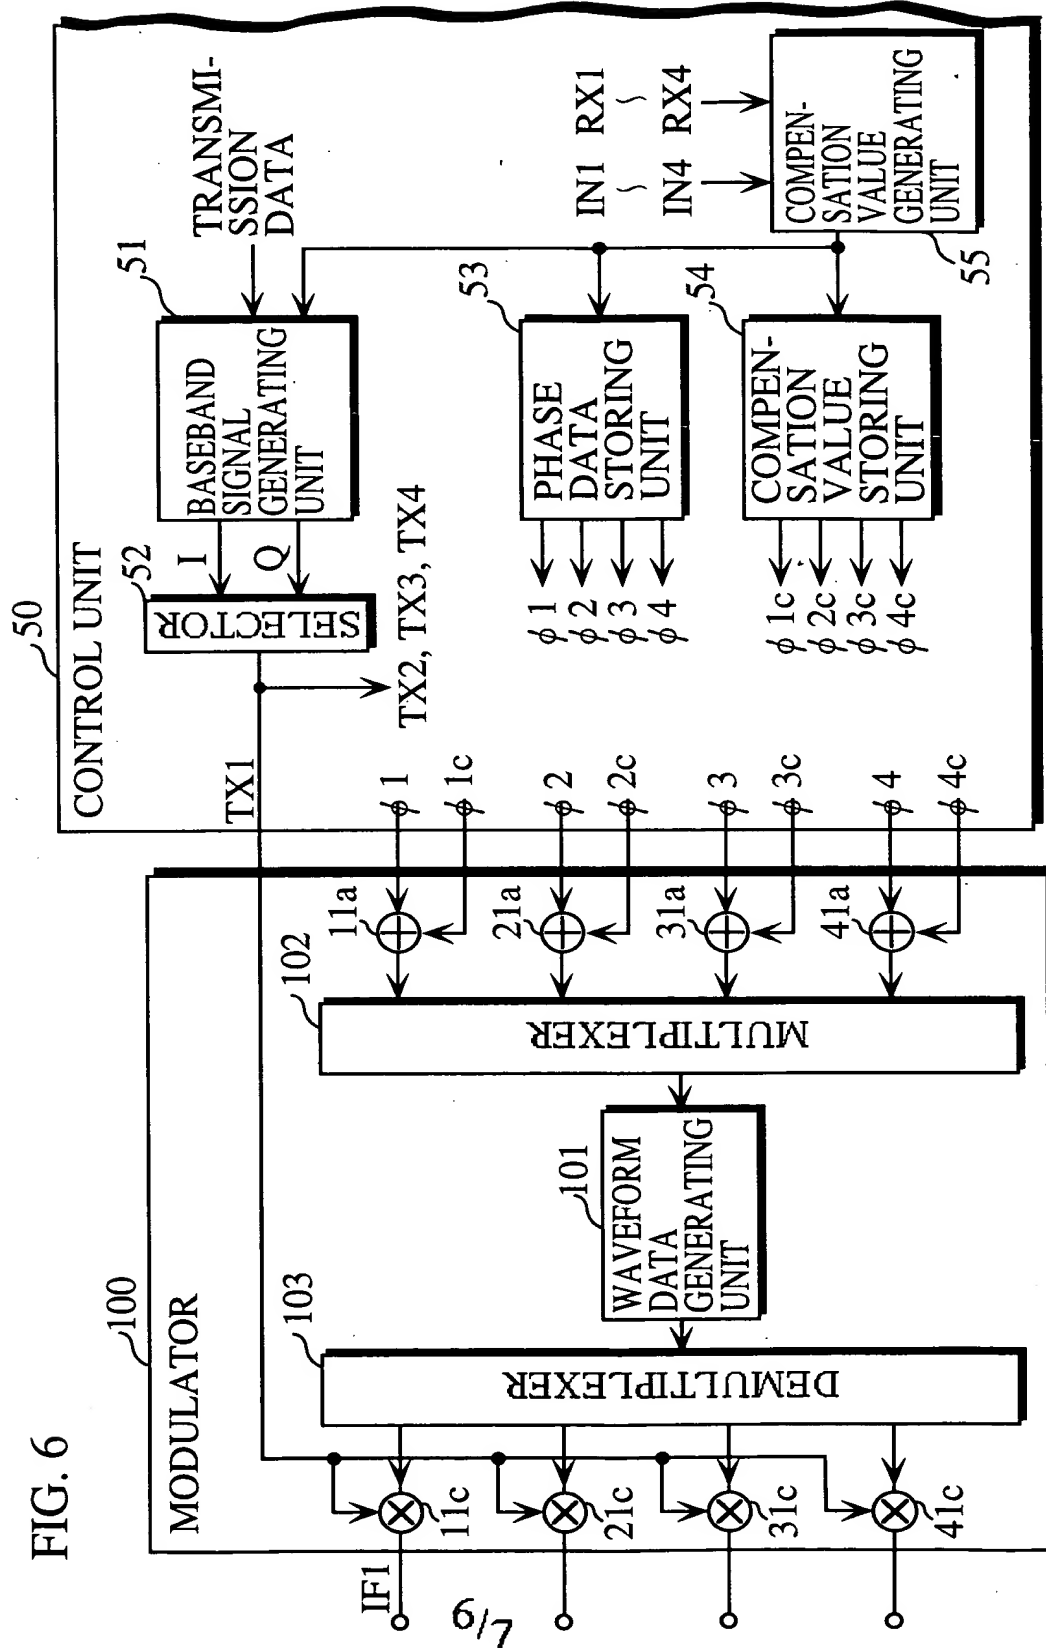 FIG. 6
50
CONTROL UNIT
TRANSMI-
SSION
DATA
51
BASEBAND
SIGNAL
GENERATING
UNIT
I
Q
52
SELECTOR
TX1
TX2, TX3, TX4
IN1 RX1
~ ~
IN4 RX4
COMPEN-
SATION
VALUE
GENERATING
UNIT
55
53
PHASE
DATA
STORING
UNIT
ϕ1
ϕ2
ϕ3
ϕ4
54
COMPEN-
SATION
VALUE
STORING
UNIT
ϕ1c
ϕ2c
ϕ3c
ϕ4c
ϕ1
ϕ1c
ϕ2
ϕ2c
ϕ3
ϕ3c
ϕ4
ϕ4c
100
MODULATOR
11a
21a
31a
41a
102
MULTIPLEXER
101
WAVEFORM
DATA
GENERATING
UNIT
103
DEMULTIPLEXER
11c
21c
31c
41c
IF1
6/7